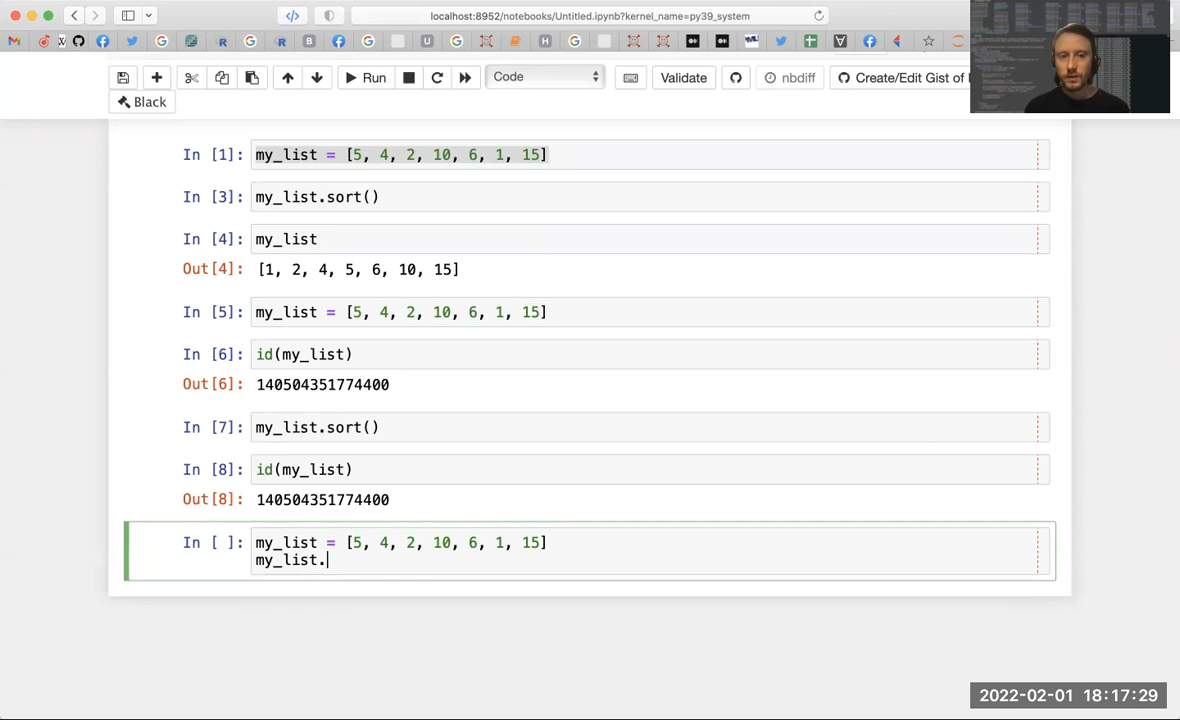 localhost:8952/notebooks/Untitled.ipynb?kernel_name=py39_system
Run
Code
Validate
nbdiff
Create/Edit Gist of
Black
In [1]: my_list = [5, 4, 2, 10, 6, 1, 15]
In [3]: my_list.sort()
In [4]: my_list
Out[4]: [1, 2, 4, 5, 6, 10, 15]
In [5]: my_list = [5, 4, 2, 10, 6, 1, 15]
In [6]: id(my_list)
Out[6]: 140504351774400
In [7]: my_list.sort()
In [8]: id(my_list)
Out[8]: 140504351774400
In [ ]: my_list = [5, 4, 2, 10, 6, 1, 15]
my_list.
2022-02-01 18:17:29